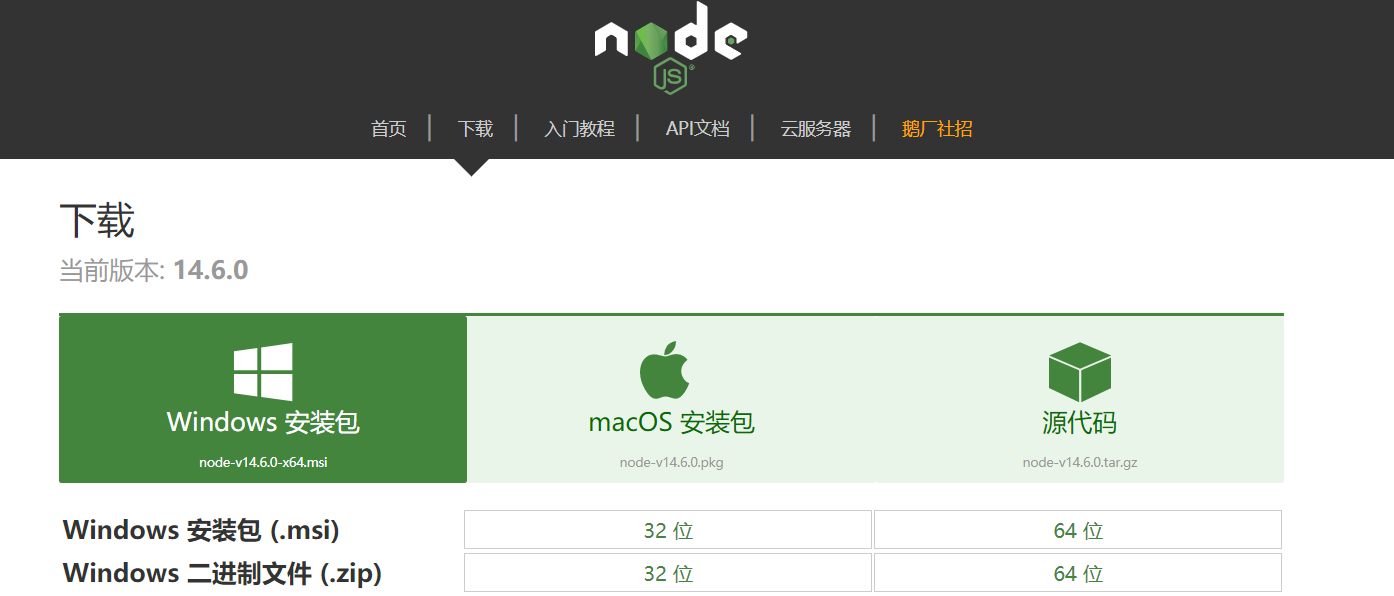 node
JS
首页 | 下载 | 入门教程 | API文档 | 云服务器 | 鹅厂社招
下载
当前版本: 14.6.0
Windows 安装包 macOS 安装包 源代码
node-v14.6.0-x64.msi node-v14.6.0.pkg node-v14.6.0.tar.gz
Windows 安装包 (.msi) 32 位 64 位
Windows 二进制文件 (.zip) 32 位 64 位